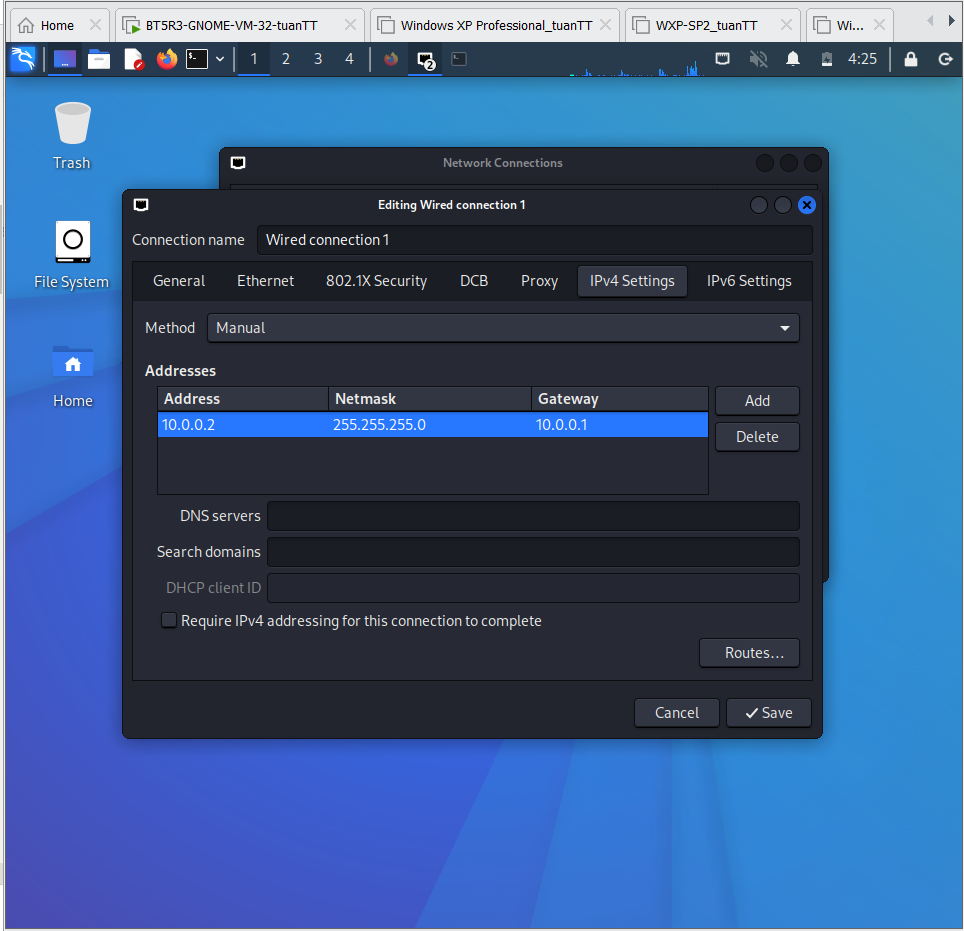 Home BT5R3-GNOME-VM-32-tuanTT Windows XP Professional_tuanTT WXP-SP2_tuanTT Wi...
1 2 3 4 2 4:25
Trash
Network Connections
Editing Wired connection 1
Connection name Wired connection 1
File System
General Ethernet 802.1X Security DCB Proxy IPv4 Settings IPv6 Settings
Method Manual
Addresses
Home
Address Netmask Gateway Add
10.0.0.2 255.255.255.0 10.0.0.1 Delete
DNS servers
Search domains
DHCP client ID
Require IPv4 addressing for this connection to complete
Routes...
Cancel Save